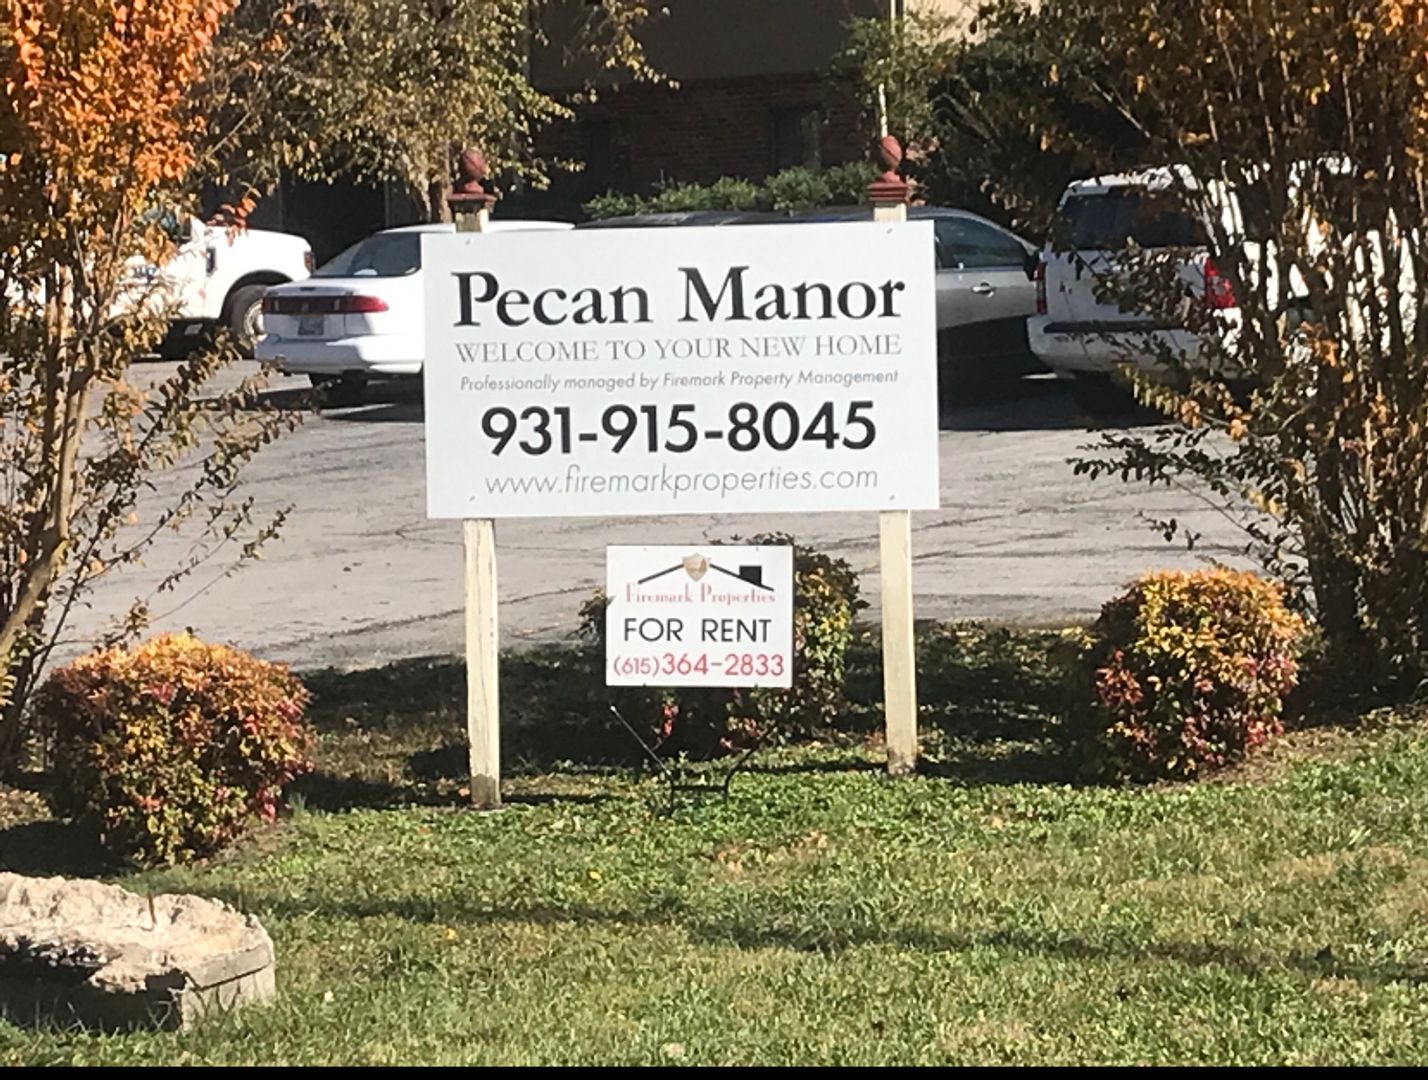 Pecan Manor
WELCOME TO YOUR NEW HOME
Professionally managed by Firemark Property Management
931-915-8045
www.firemarkproperties.com
Firemark Properties
FOR RENT
(615)364-2833